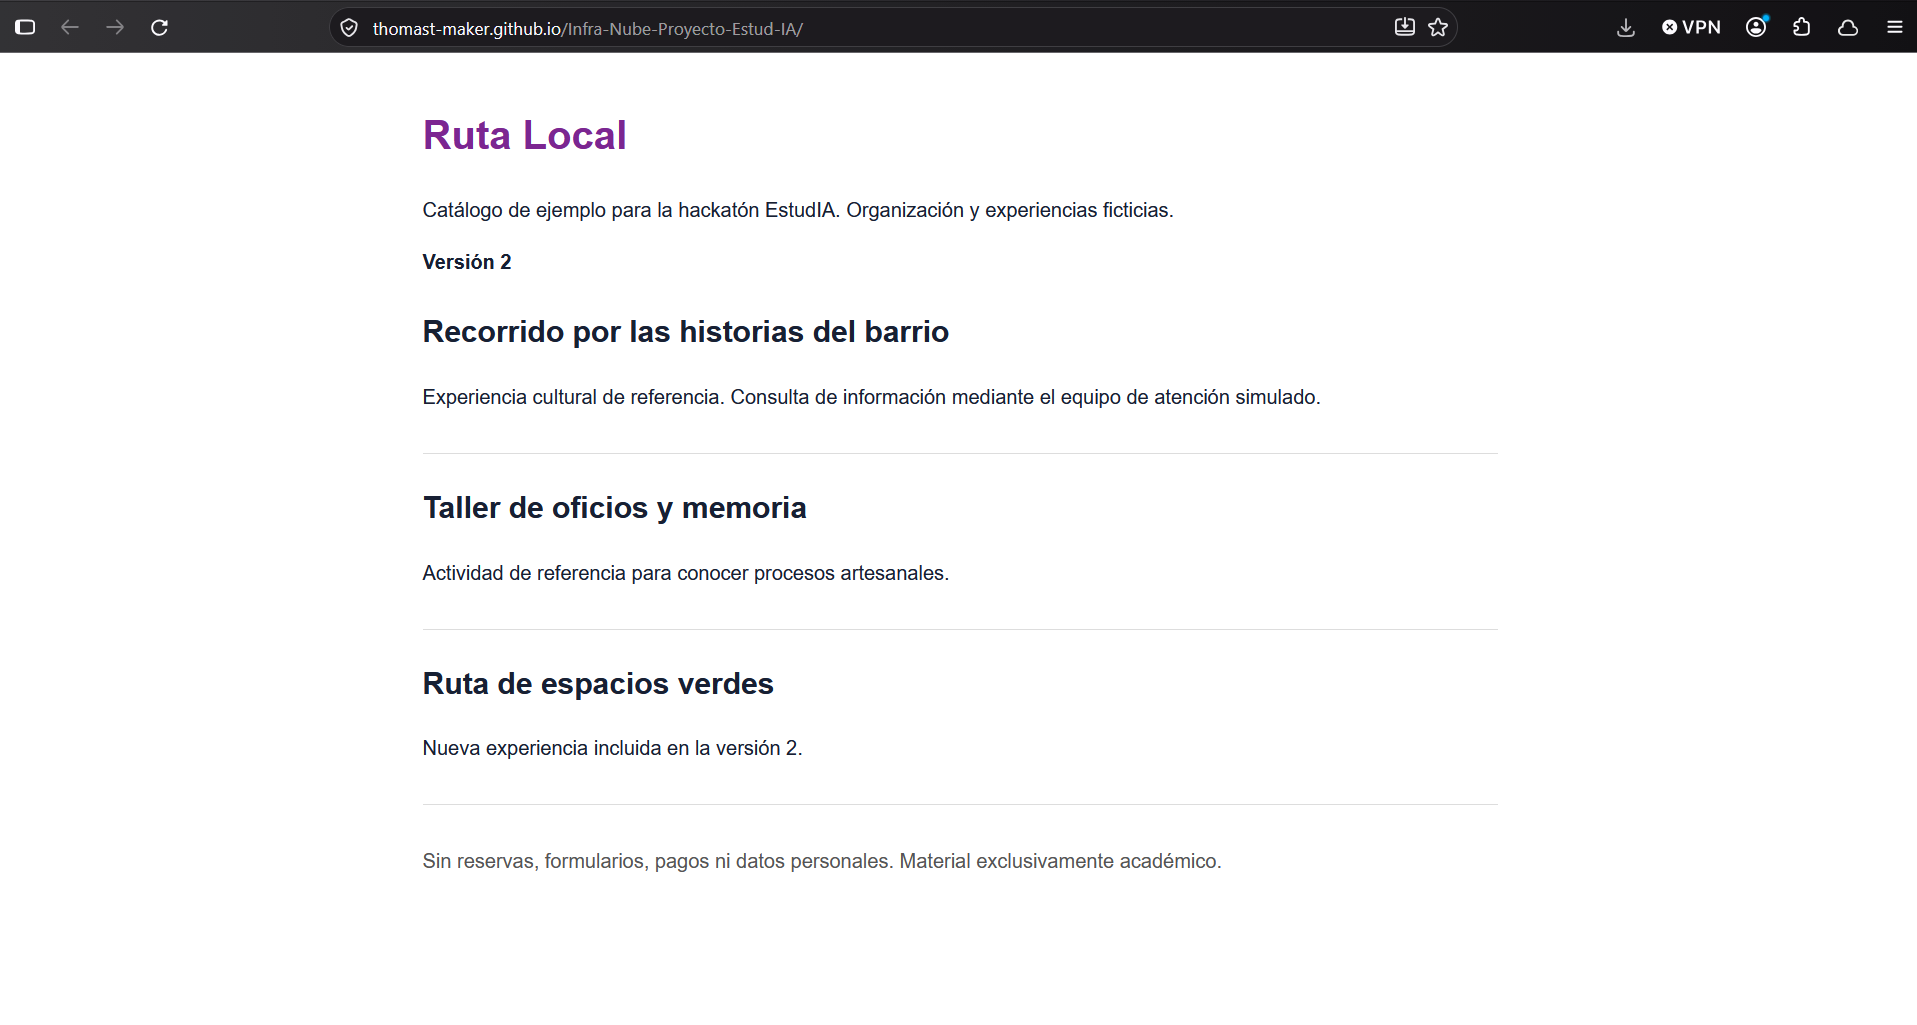 thomast-maker.github.io/Infra-Nube-Proyecto-Estud-IA/
VPN
Ruta Local
Catálogo de ejemplo para la hackatón EstudIA. Organización y experiencias ficticias.
Versión 2
Recorrido por las historias del barrio
Experiencia cultural de referencia. Consulta de información mediante el equipo de atención simulado.
Taller de oficios y memoria
Actividad de referencia para conocer procesos artesanales.
Ruta de espacios verdes
Nueva experiencia incluida en la versión 2.
Sin reservas, formularios, pagos ni datos personales. Material exclusivamente académico.